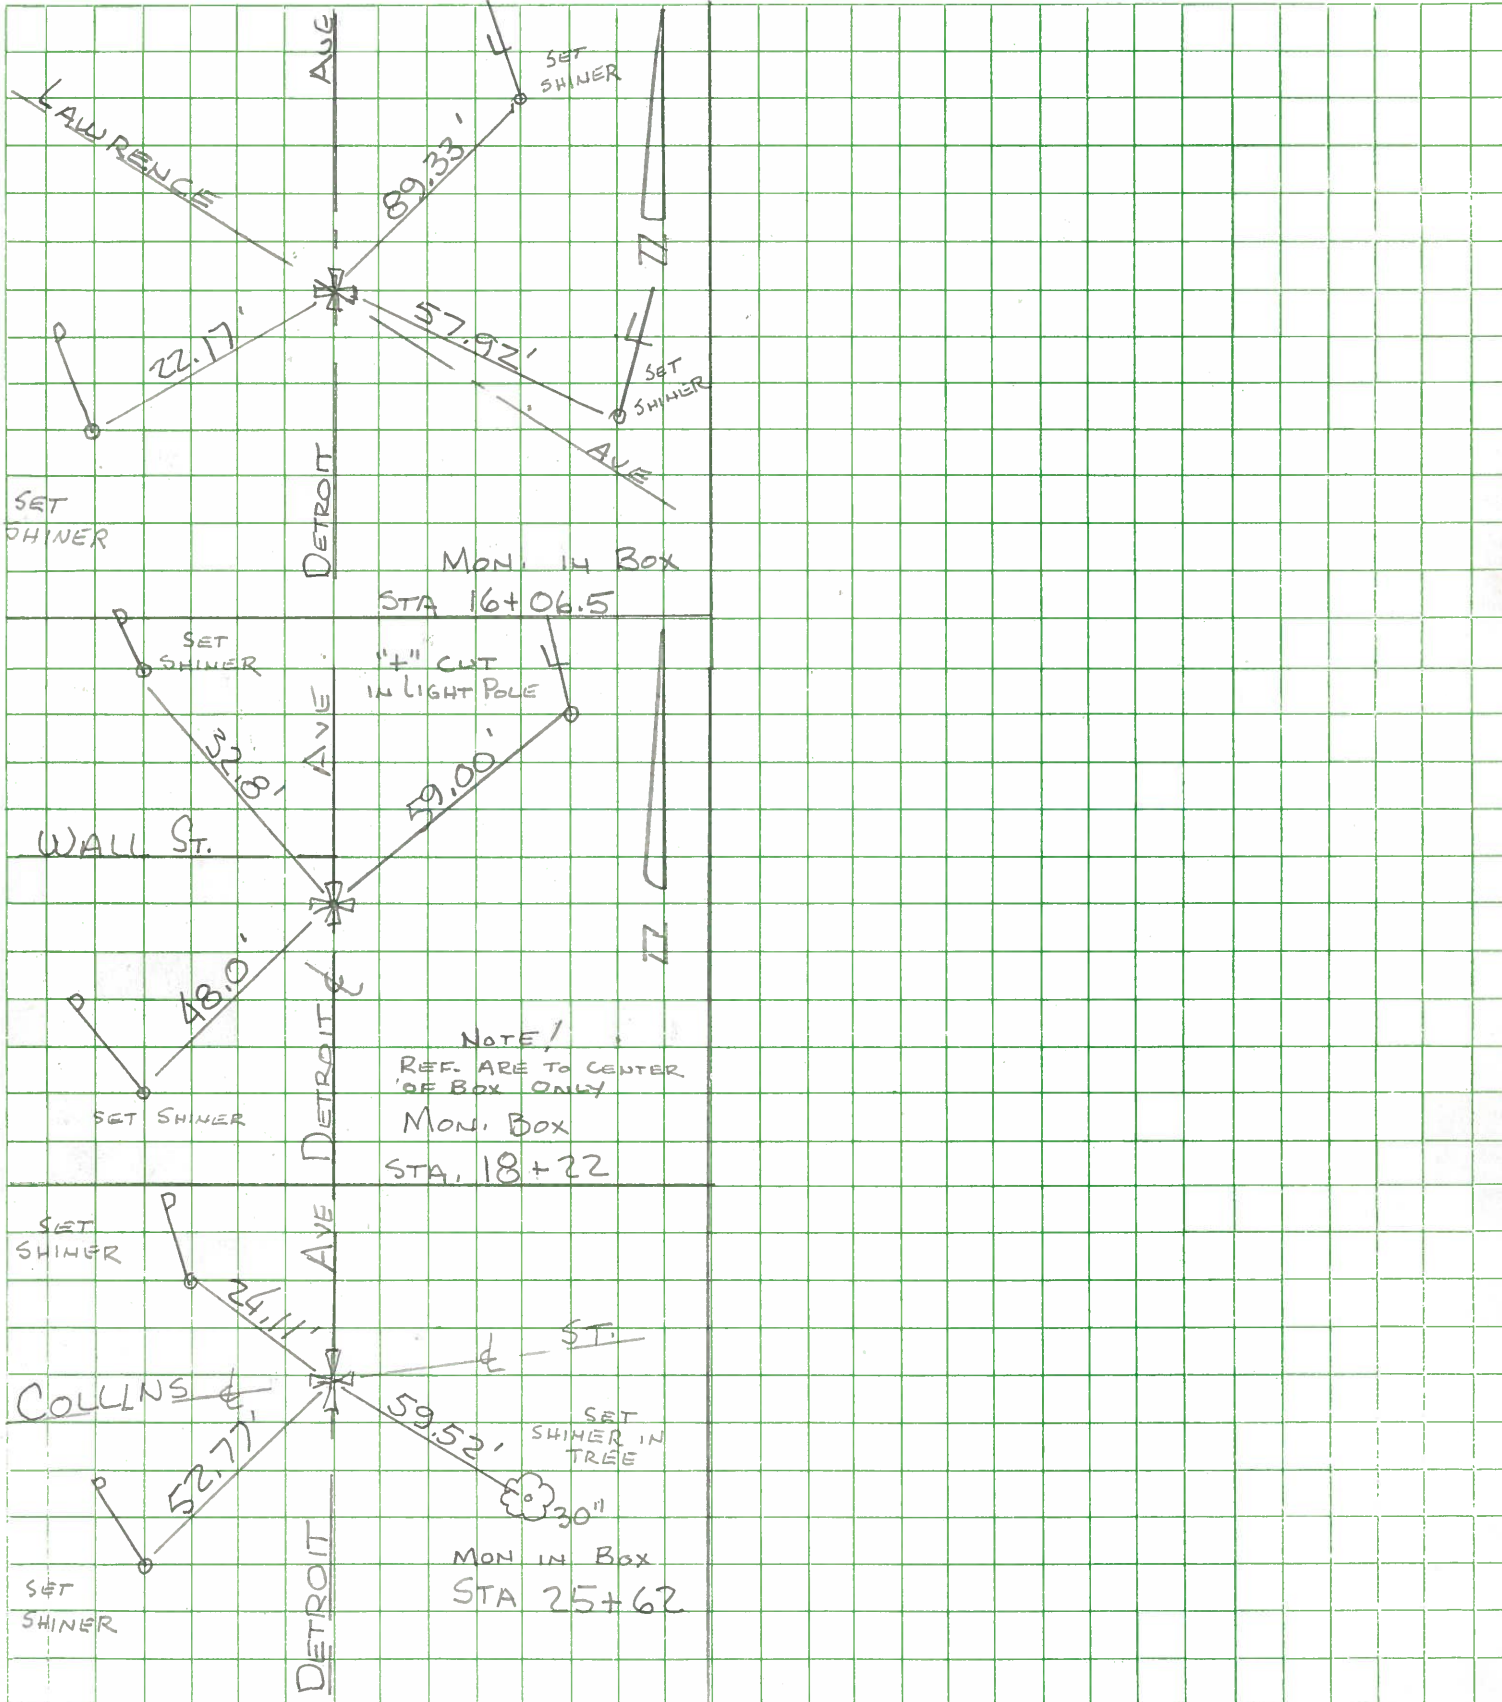 AVE
SET
SHINER
LAWRENCE
89.33'
N
57.92'
22.17'
P
SET
SHINER
AVE
DETROIT
SET
SHINER
MON. IN BOX
STA 16+06.5
P
SET
SHINER
"+" CUT
IN LIGHT POLE
AVE
32.8'
59.00'
WALL ST.
N
48.0'
℄
P
DETROIT
NOTE!
REF. ARE TO CENTER
OF BOX ONLY
SET SHINER
MON. BOX
STA. 18+22
P
SET
SHINER
AVE
24.11'
ST.
℄
COLLINS ℄
59.52'
SET
SHINER IN
TREE
52.77'
P
30"
DETROIT
MON IN BOX
STA 25+62
SET
SHINER